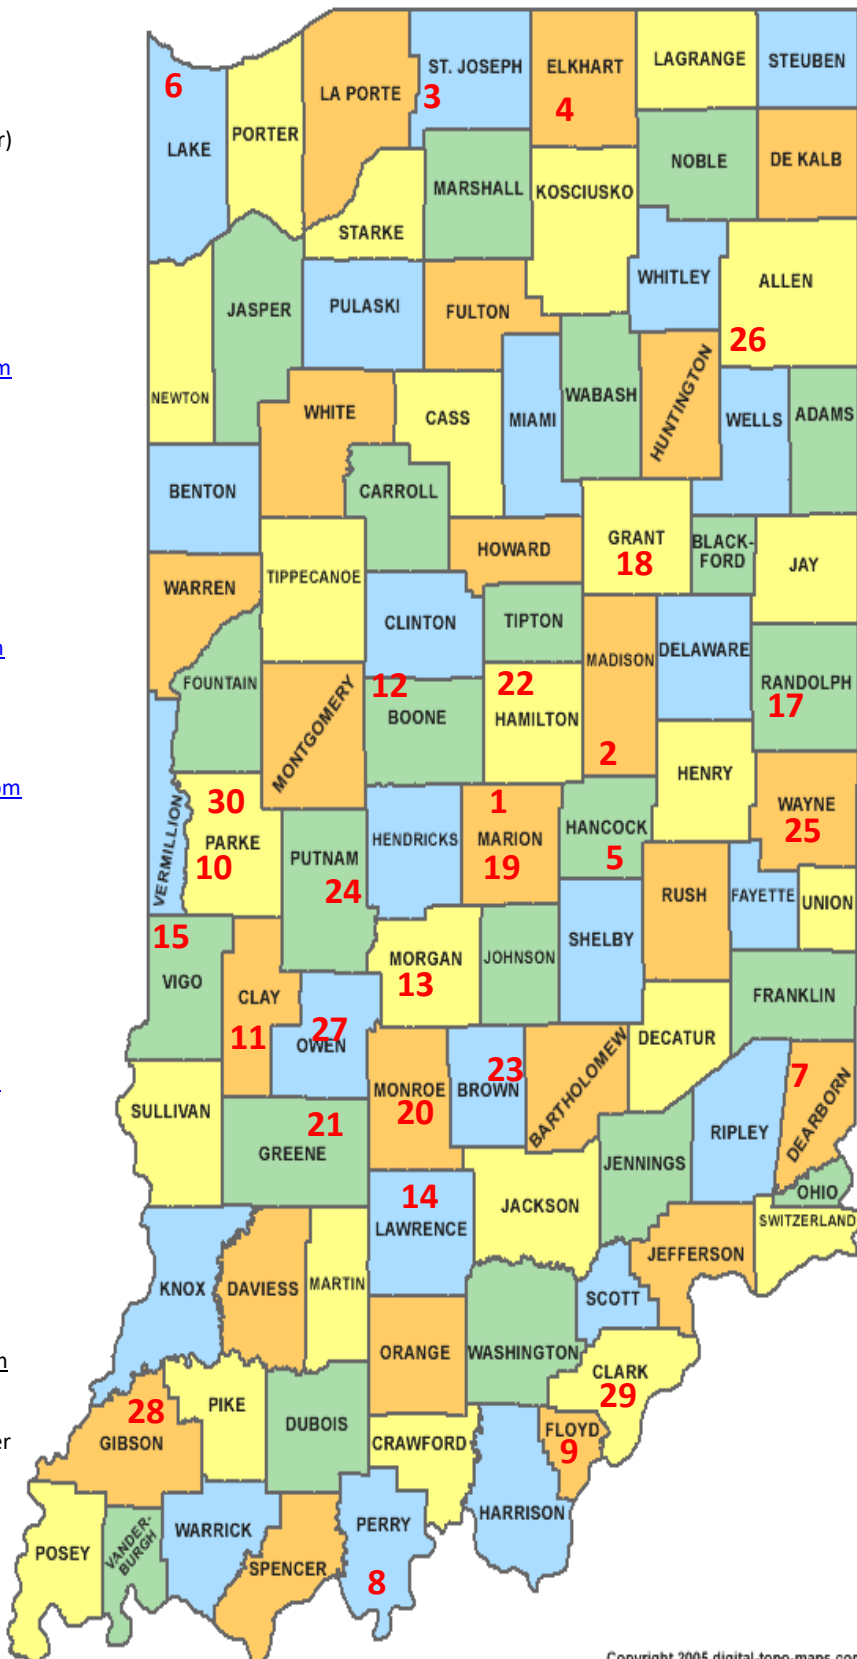 6
LAKE
PORTER
LA PORTE
ST. JOSEPH
3
ELKHART
4
LAGRANGE
STEUBEN
r)
NOBLE
DE KALB
MARSHALL
KOSCIUSKO
STARKE
WHITLEY
ALLEN
26
JASPER
PULASKI
FULTON
m
NEWTON
WHITE
CASS
MIAMI
WABASH
HUNTINGTON
WELLS
ADAMS
BENTON
CARROLL
HOWARD
GRANT
18
BLACK-
FORD
JAY
WARREN
TIPPECANOE
CLINTON
TIPTON
MADISON
2
DELAWARE
RANDOLPH
17
FOUNTAIN
MONTGOMERY
12
BOONE
22
HAMILTON
HENRY
om
VERMILLION
30
PARKE
10
PUTNAM
24
HENDRICKS
1
MARION
19
HANCOCK
5
WAYNE
25
RUSH
FAYETTE
UNION
15
VIGO
CLAY
11
MORGAN
13
JOHNSON
SHELBY
FRANKLIN
27
OWEN
DECATUR
SULLIVAN
21
GREENE
MONROE
20
23
BROWN
BARTHOLOMEW
7
DEARBORN
RIPLEY
JENNINGS
OHIO
SWITZERLAND
14
LAWRENCE
JACKSON
JEFFERSON
KNOX
DAVIESS
MARTIN
SCOTT
ORANGE
WASHINGTON
CLARK
29
28
GIBSON
PIKE
DUBOIS
CRAWFORD
FLOYD
9
er
HARRISON
POSEY
VANDER-
BURGH
WARRICK
SPENCER
PERRY
8
Copyright 2005 digital-topo-maps.com